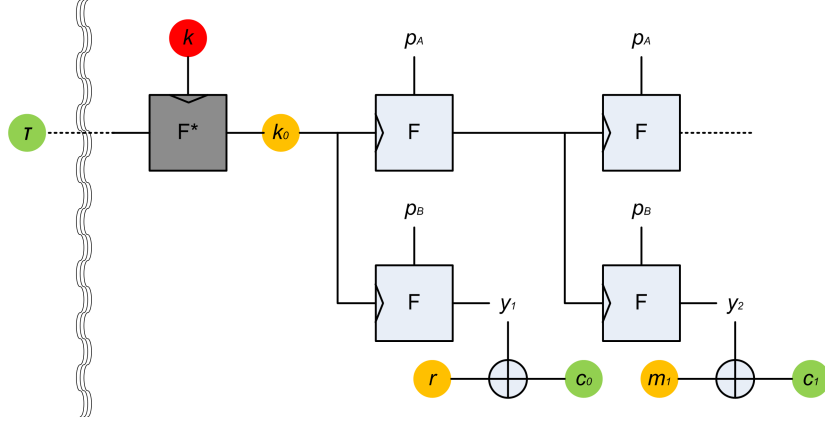 k
p_A
p_A
τ
F*
k_0
F
F
p_B
p_B
F
F
y_1
y_2
r
c_0
m_1
c_1